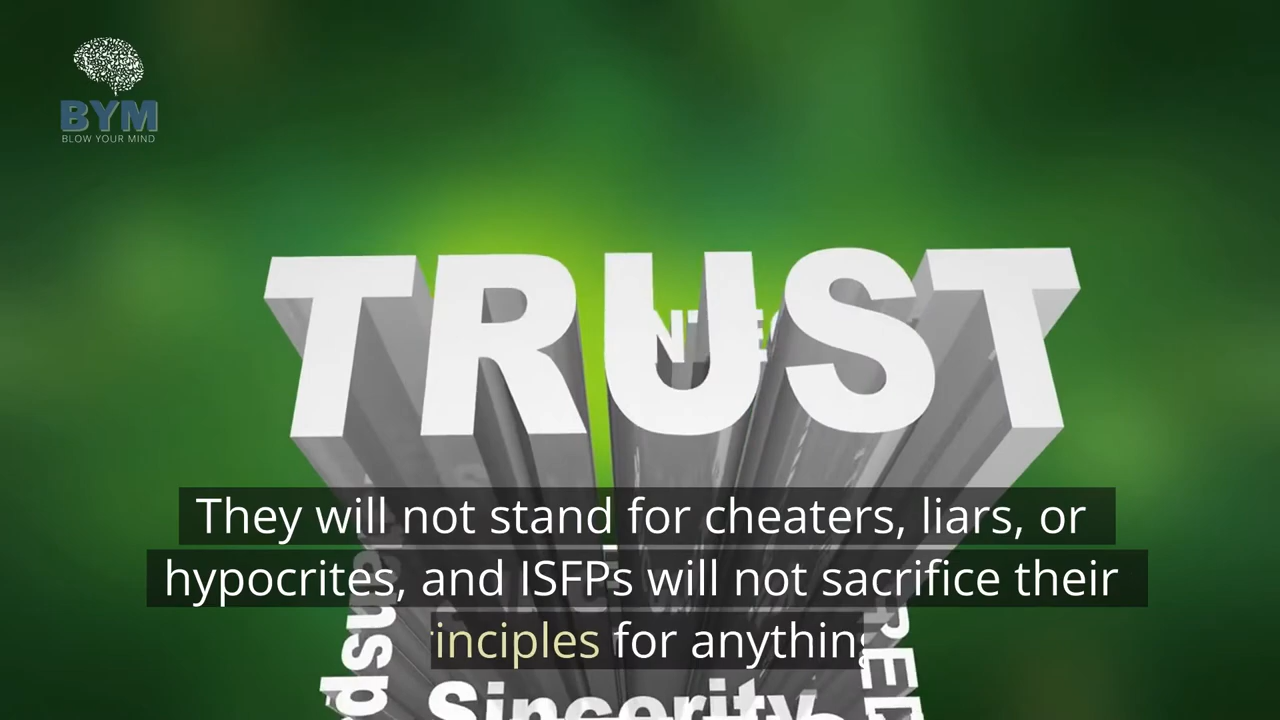 BYM
BLOW YOUR MIND
TRUST
They will not stand for cheaters, liars, or
hypocrites, and ISFPs will not sacrifice their
rinciples for anything
Sincerity